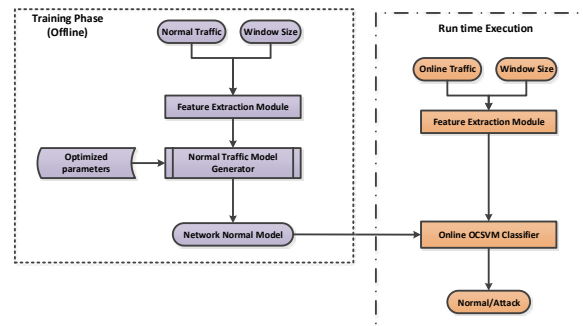 Training Phase
(Offline)
Normal Traffic
Window Size
Feature Extraction Module
Optimized
parameters
Normal Traffic Model
Generator
Network Normal Model
Run time Execution
Online Traffic
Window Size
Feature Extraction Module
Online OCSVM Classifier
Normal/Attack